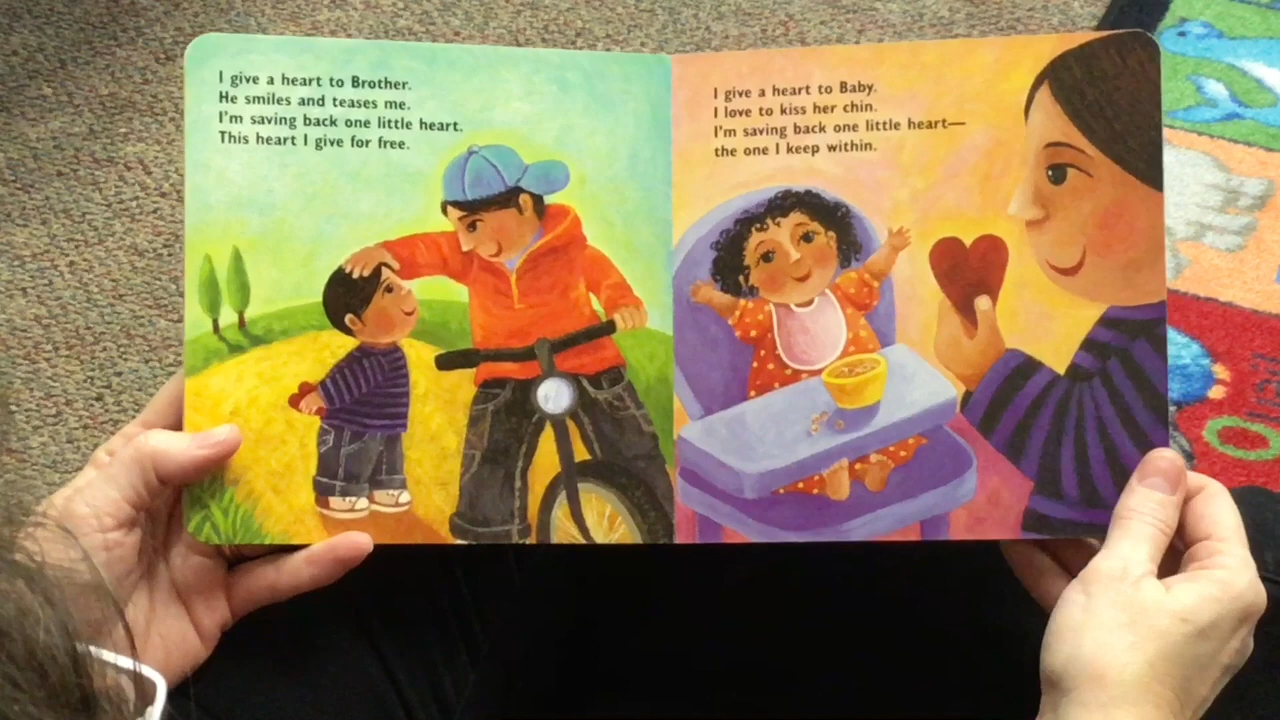 I give a heart to Brother.
He smiles and teases me.
I'm saving back one little heart.
This heart I give for free.
I give a heart to Baby.
I love to kiss her chin.
I'm saving back one little heart—
the one I keep within.